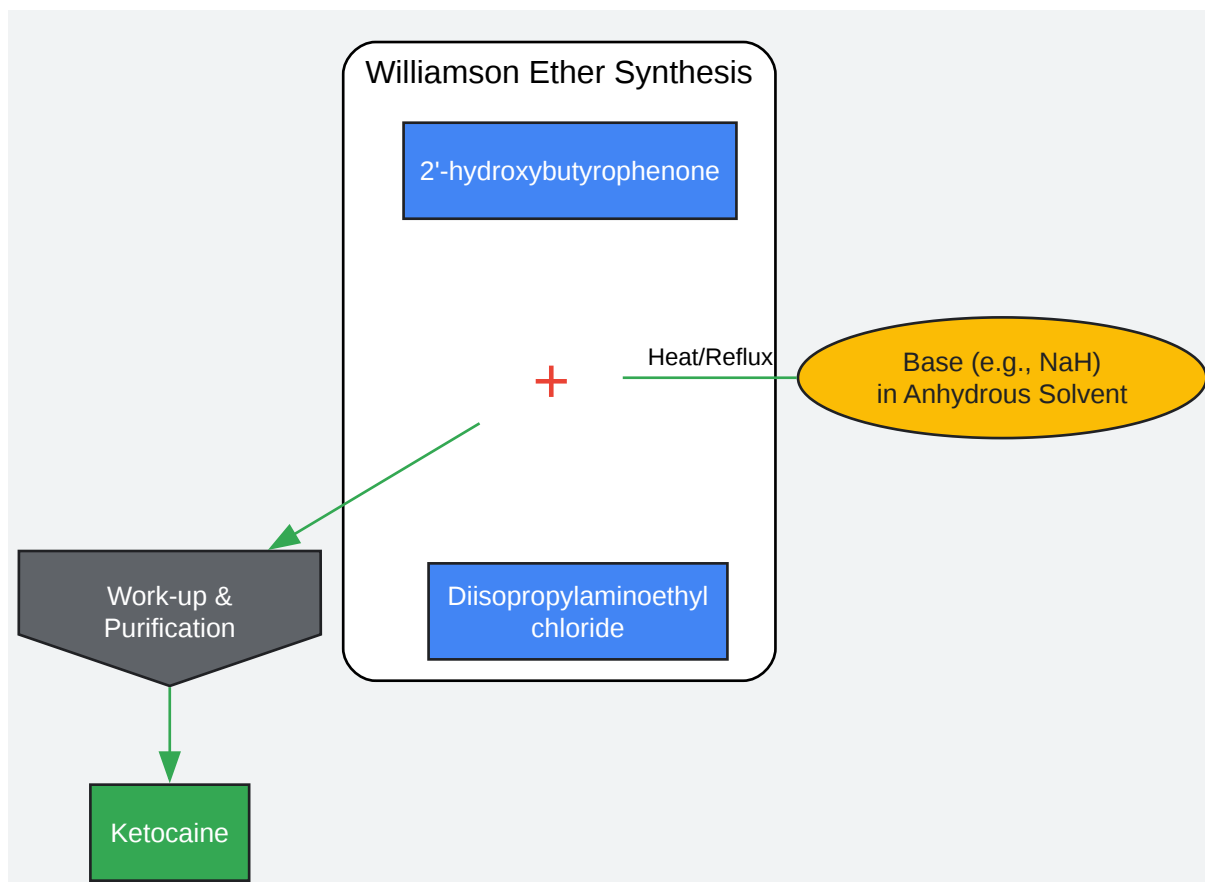 Williamson Ether Synthesis
2'-hydroxybutyrophenone
+
Heat/Reflux
Base (e.g., NaH)
in Anhydrous Solvent
Diisopropylaminoethyl
chloride
Work-up &
Purification
Ketocaine